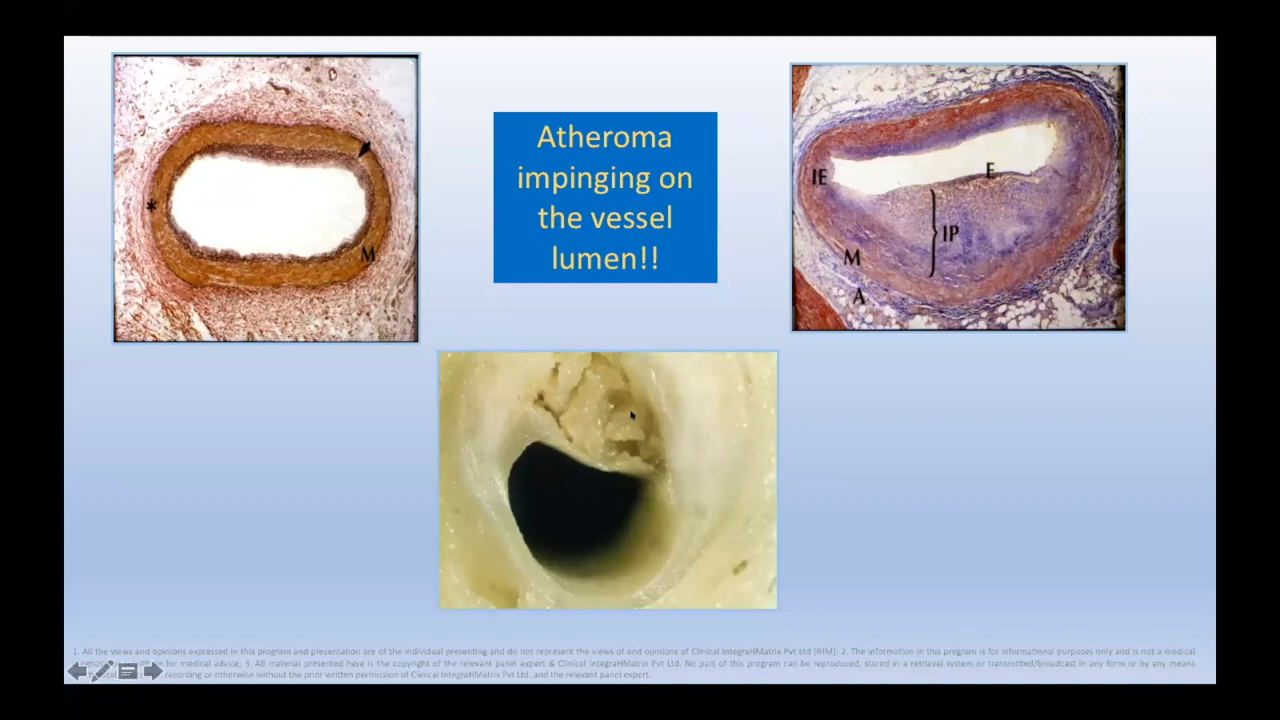 Atheroma
impinging on
the vessel
lumen!!
*
M
IE
E
IP
M
A
1. All the views and opinions expressed in this program and presentation are of the individual presenting and do not represent the views of and opinions of Clinical IntegraHMatrix Pvt Ltd (HIM); 2. The information in this program is for informational purposes only and is not a medical
for medical advice; 3. All material presented here is the copyright of the relevant panel expert & Clinical IntegraHMatrix Pvt Ltd. No part of this program can be reproduced, stored in a retrieval system or transmitted/broadcast in any form or by any means
recording or otherwise without the prior written permission of Clinical IntegraHMatrix Pvt Ltd. and the relevant panel expert.